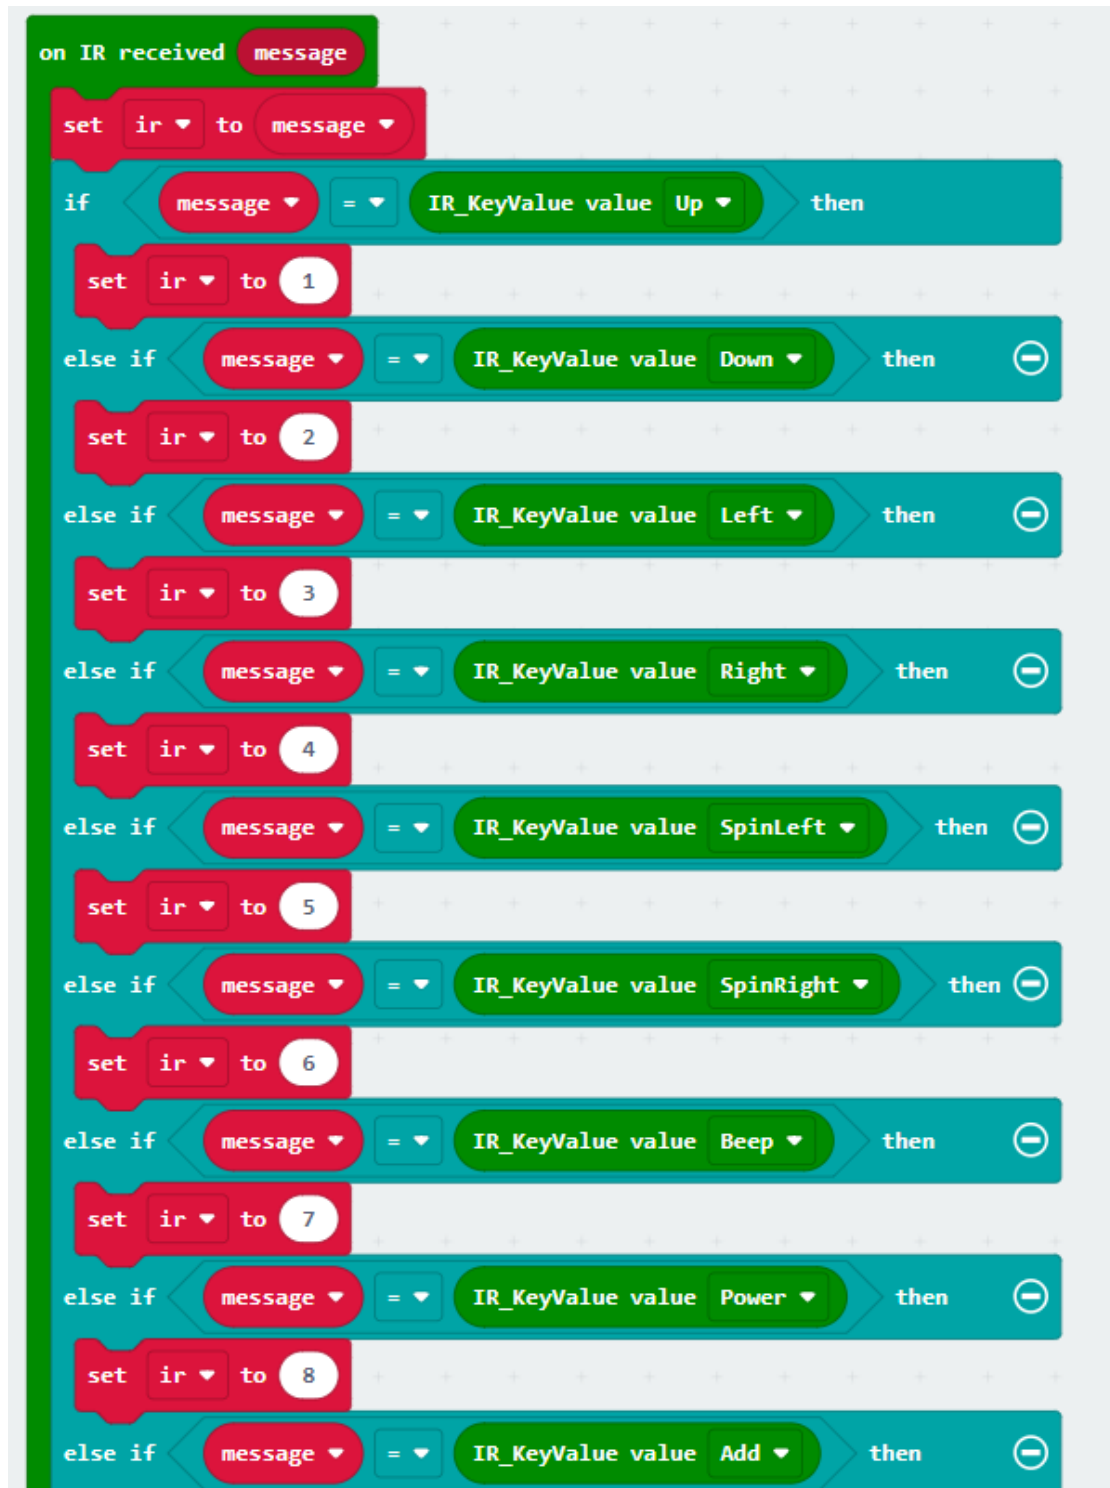 on IR received message
set ir to message
if message = IR_KeyValue value Up then
set ir to 1
else if message = IR_KeyValue value Down then
set ir to 2
else if message = IR_KeyValue value Left then
set ir to 3
else if message = IR_KeyValue value Right then
set ir to 4
else if message = IR_KeyValue value SpinLeft then
set ir to 5
else if message = IR_KeyValue value SpinRight then
set ir to 6
else if message = IR_KeyValue value Beep then
set ir to 7
else if message = IR_KeyValue value Power then
set ir to 8
else if message = IR_KeyValue value Add then